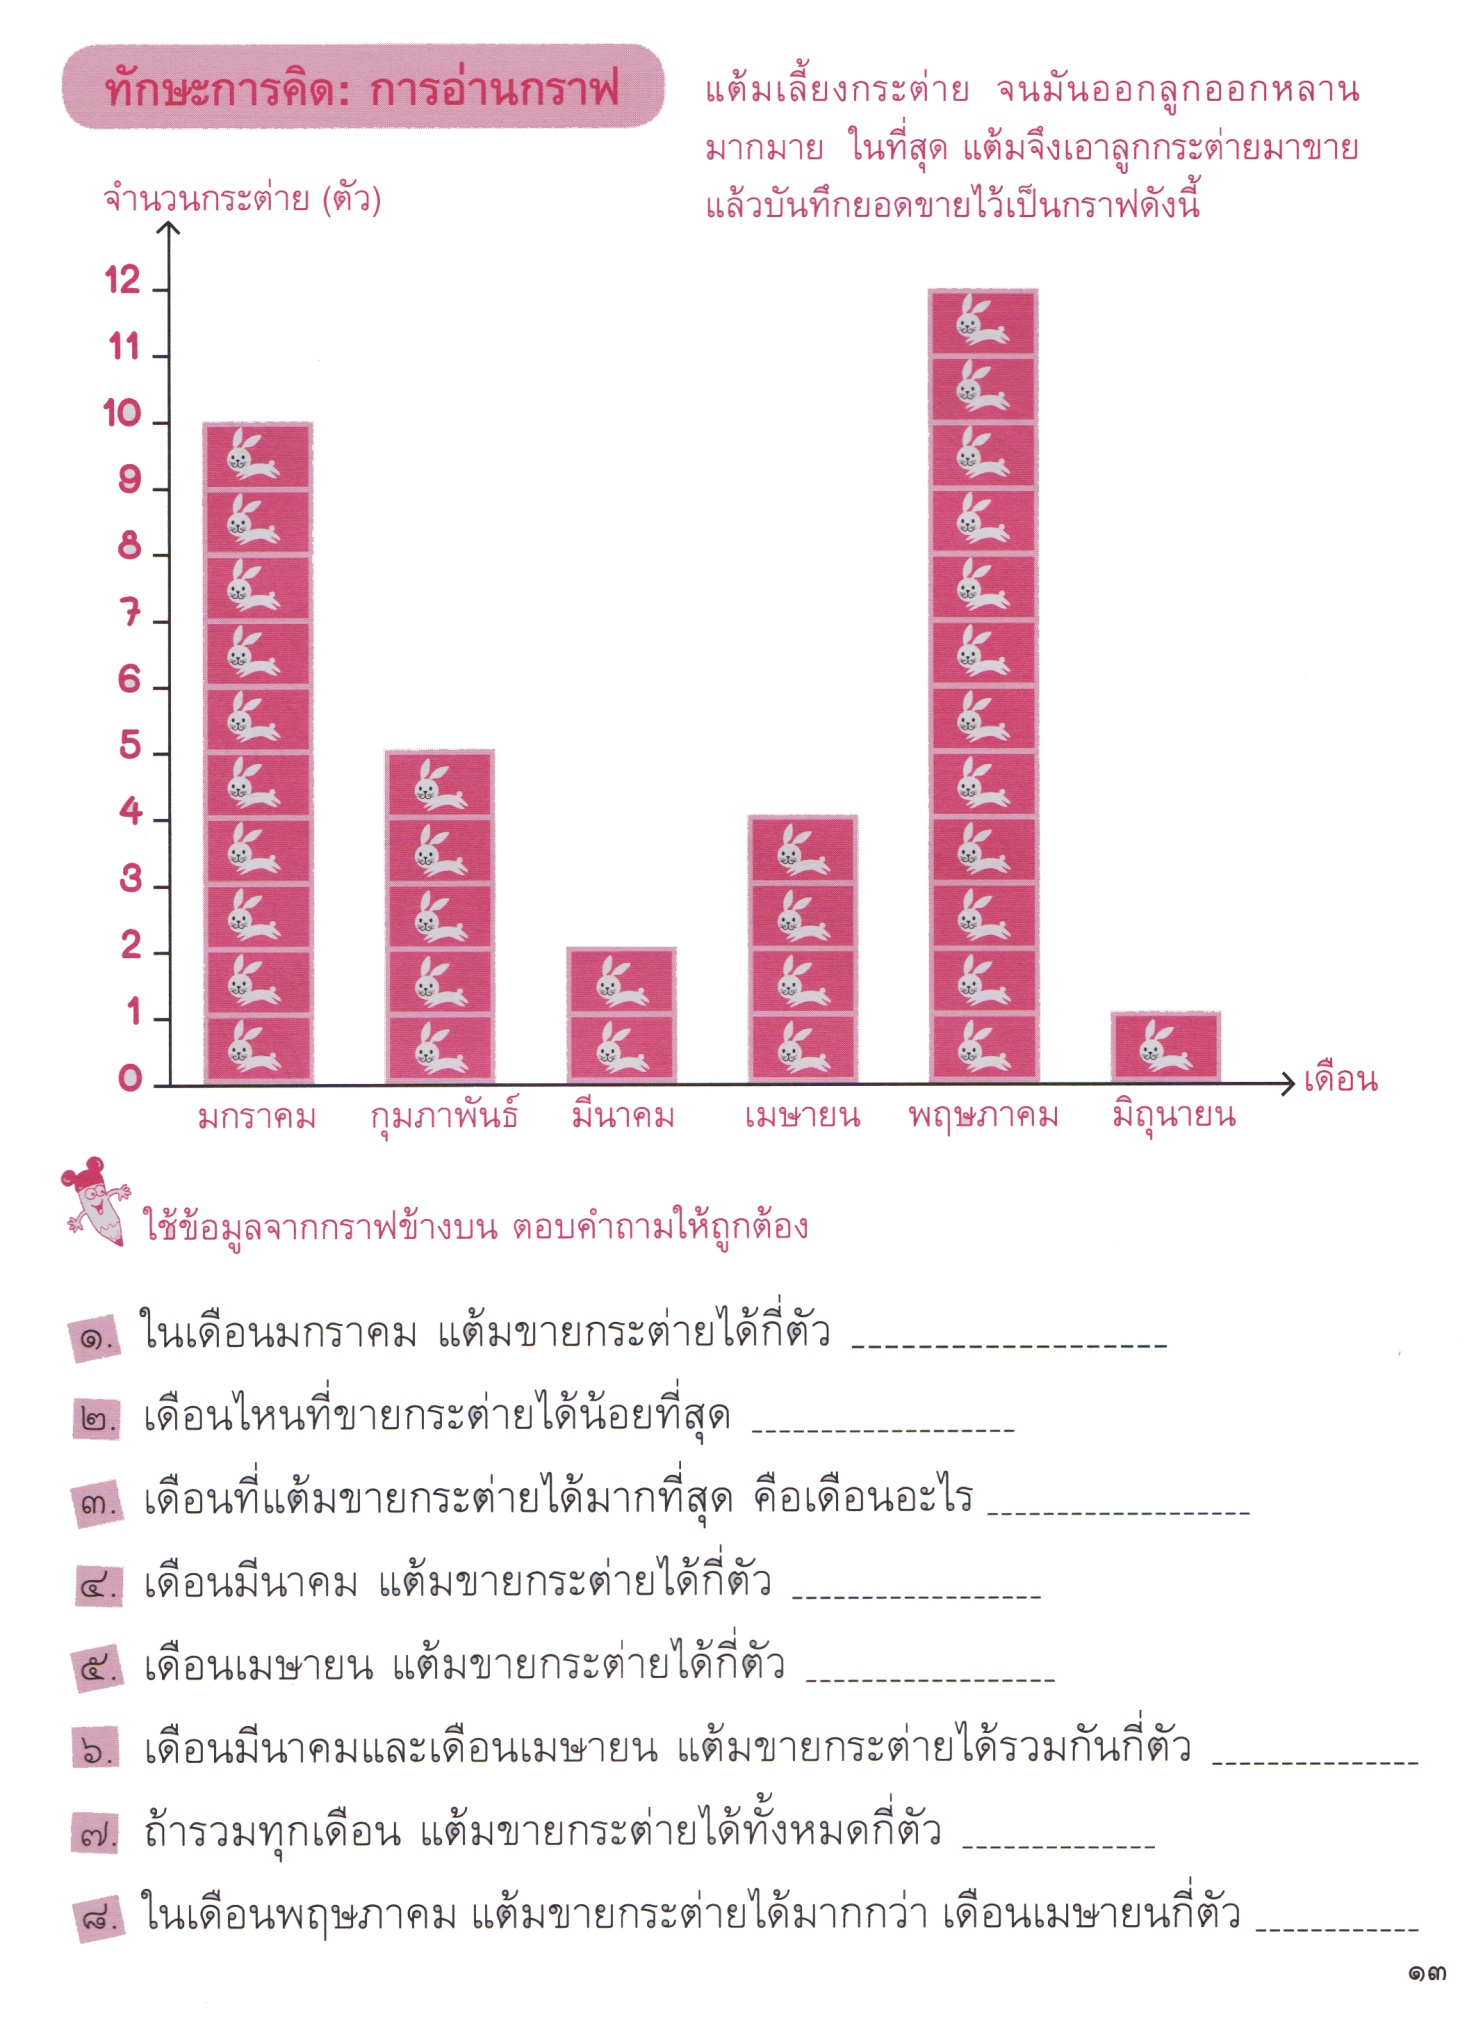 ทักษะการคิด: การอ่านกราฟ
แต้มเลี้ยงกระต่าย จนมันออกลูกออกหลาน
มากมาย ในที่สุด แต้มจึงเอาลูกกระต่ายมาขาย
แล้วบันทึกยอดขายไว้เป็นกราฟดังนี้
จำนวนกระต่าย (ตัว)
12
11
10
9
8
7
6
5
4
3
2
1
0
เดือน
มกราคม กุมภาพันธ์ มีนาคม เมษายน พฤษภาคม มิถุนายน
ใช้ข้อมูลจากกราฟข้างบน ตอบคำถามให้ถูกต้อง
๑. ในเดือนมกราคม แต้มขายกระต่ายได้กี่ตัว
๒. เดือนไหนที่ขายกระต่ายได้น้อยที่สุด
๓. เดือนที่แต้มขายกระต่ายได้มากที่สุด คือเดือนอะไร
๔. เดือนมีนาคม แต้มขายกระต่ายได้กี่ตัว
๕. เดือนเมษายน แต้มขายกระต่ายได้กี่ตัว
๖. เดือนมีนาคมและเดือนเมษายน แต้มขายกระต่ายได้รวมกันกี่ตัว
๗. ถ้ารวมทุกเดือน แต้มขายกระต่ายได้ทั้งหมดกี่ตัว
๘. ในเดือนพฤษภาคม แต้มขายกระต่ายได้มากกว่า เดือนเมษายนกี่ตัว
๑๓